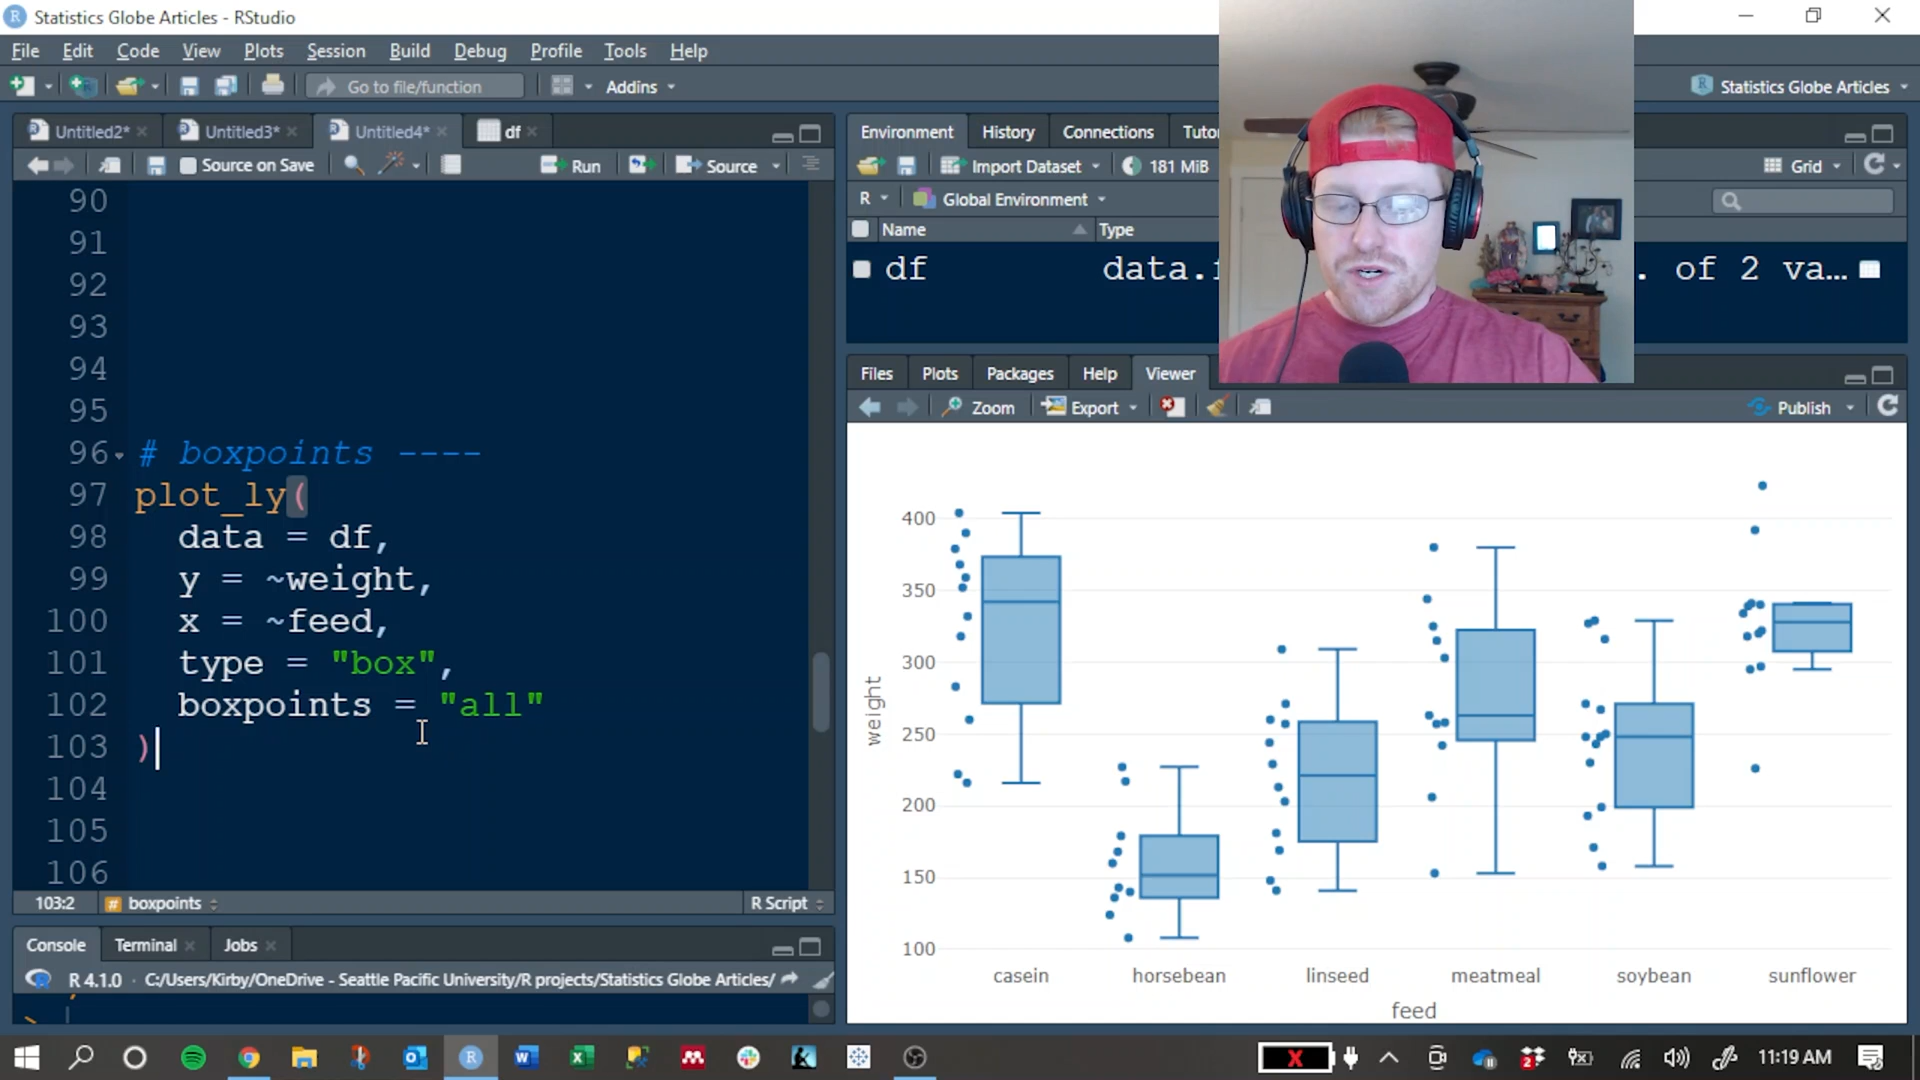 Statistics Globe Articles - RStudio
File Edit Code View Plots Session Build Debug Profile Tools Help
Go to file/function Addins
Statistics Globe Articles
Untitled2* Untitled3* Untitled4* df
Source on Save Run Source
90
91
92
93
94
95
96 # boxpoints ----
97 plot_ly(
98 data = df,
99 y = ~weight,
100 x = ~feed,
101 type = "box",
102 boxpoints = "all"
103 )
104
105
106
103:2 # boxpoints R Script
Console Terminal Jobs
R 4.1.0 C:/Users/Kirby/OneDrive - Seattle Pacific University/R projects/Statistics Globe Articles/
Environment History Connections Tutor
Import Dataset 181 MiB Grid
R Global Environment
Name Type
df data.f . of 2 va...
Files Plots Packages Help Viewer
Zoom Export Publish
400
350
300
250
200
150
100
weight
casein horsebean linseed meatmeal soybean sunflower
feed
11:19 AM